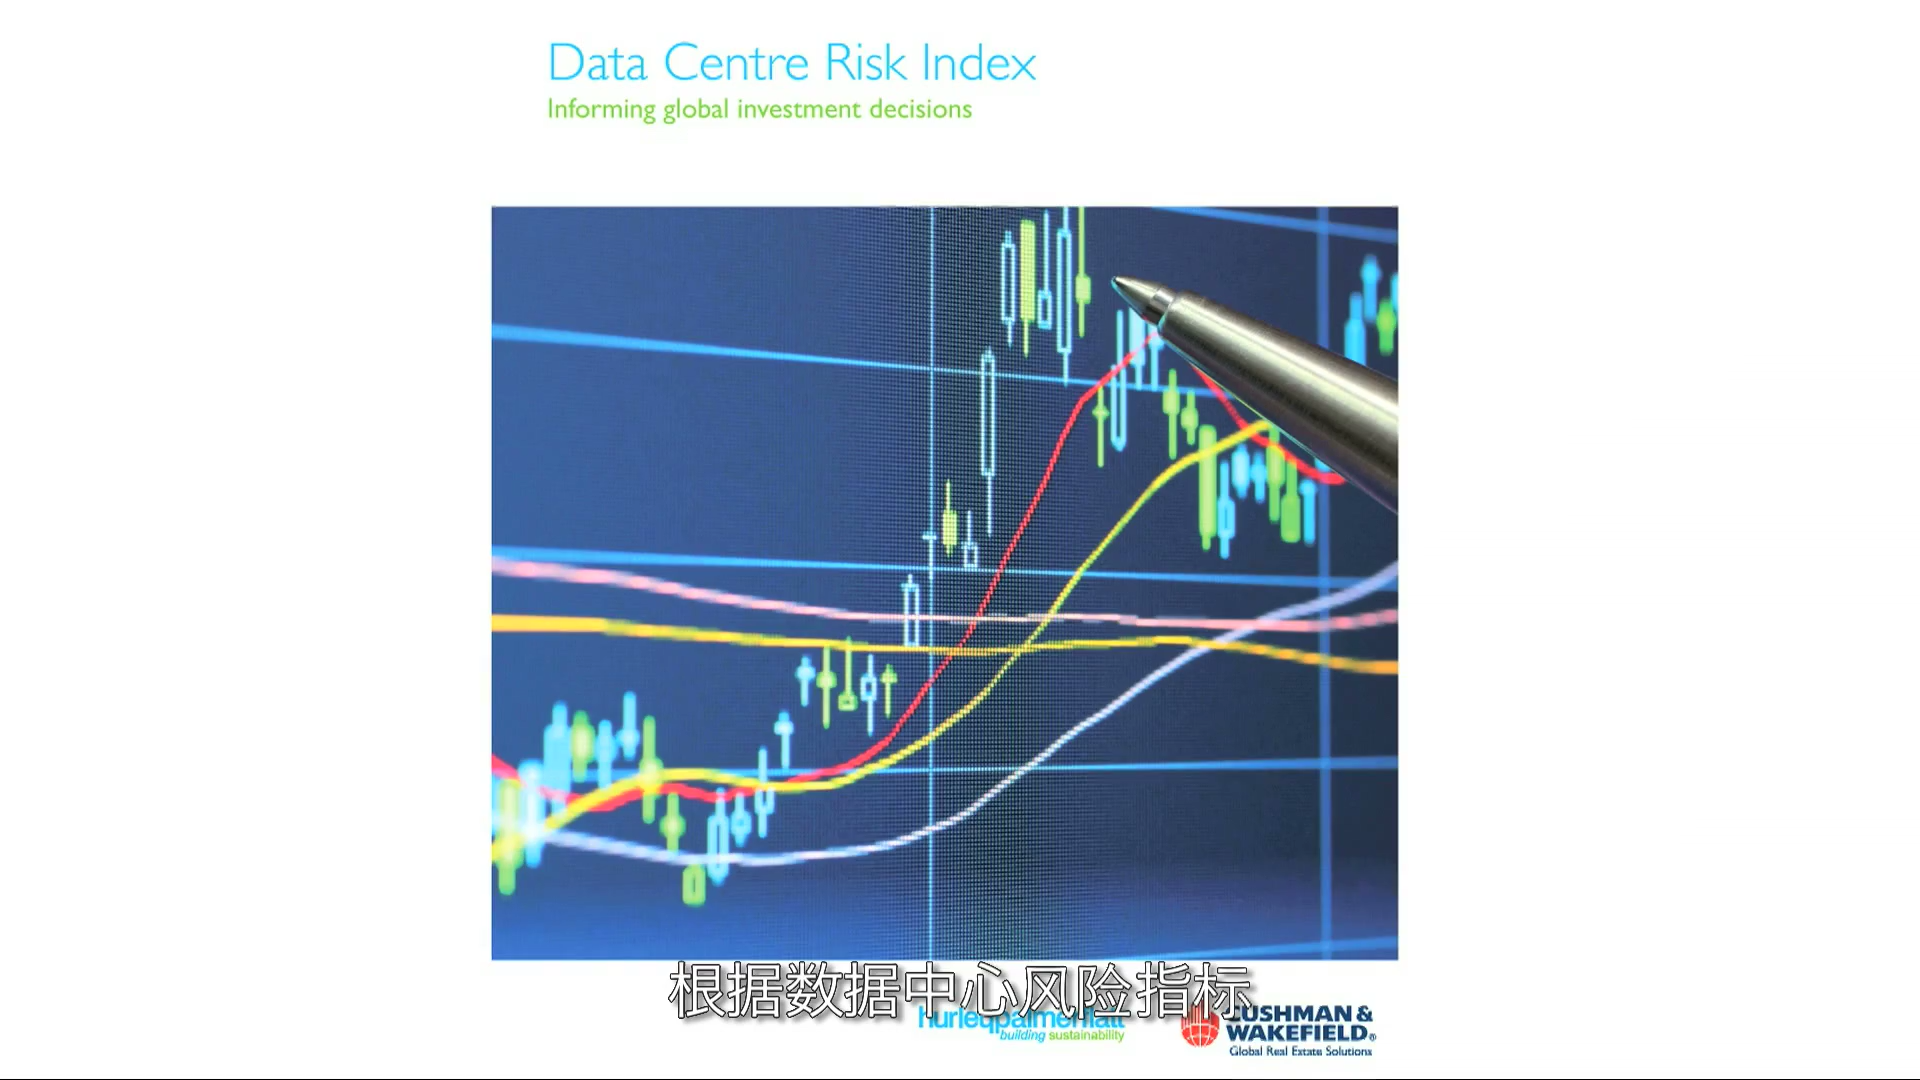 Data Centre Risk Index
Informing global investment decisions
根据数据中心风险指标
hurleypalmerflatt
building sustainability
CUSHMAN &
WAKEFIELD®
Global Real Estate Solutions